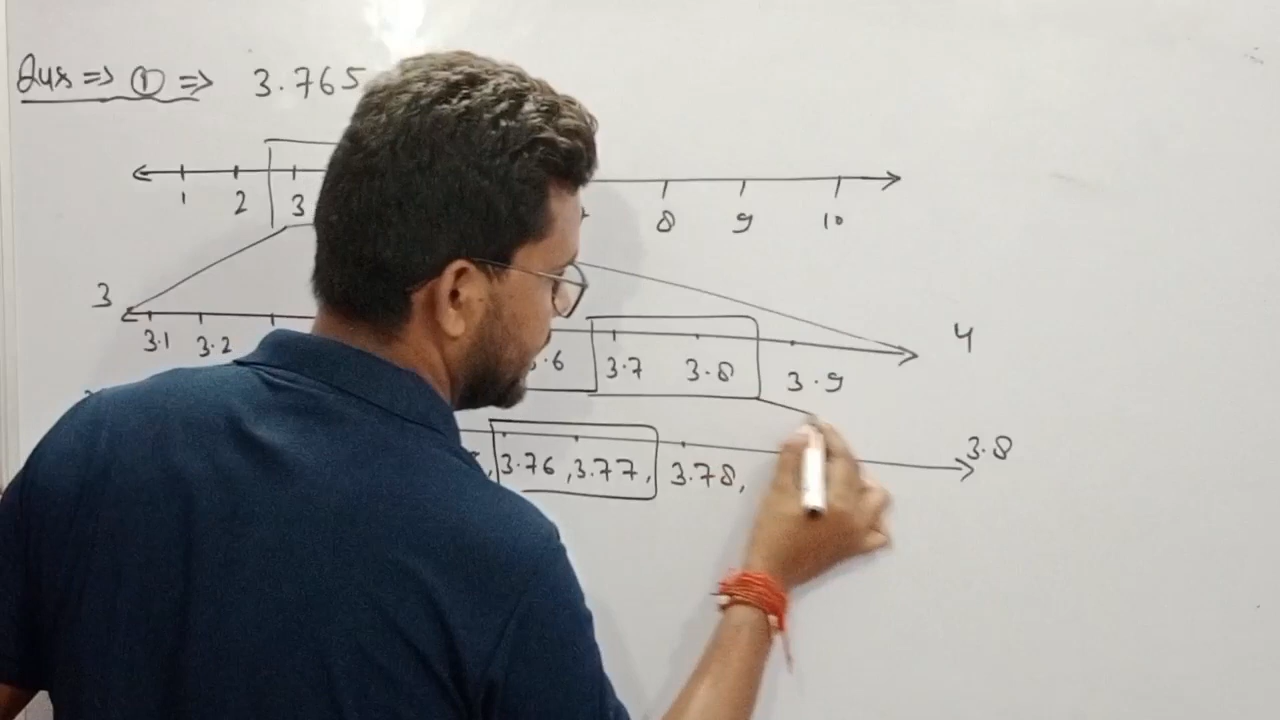 Qus => ① => 3.765
1 2 3 8 9 10
3 4
3.1 3.2 .6 3.7 3.8 3.9
3.8
, 3.76 , 3.77, 3.78,